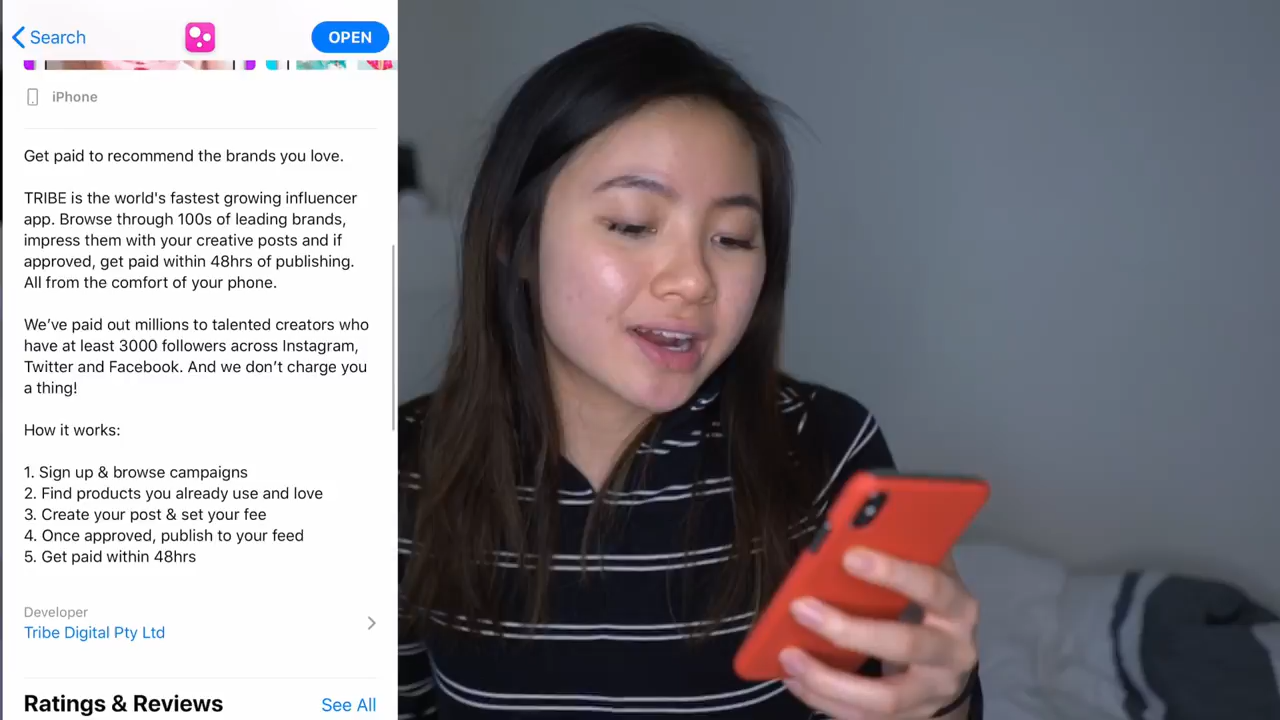 Search
OPEN
iPhone
Get paid to recommend the brands you love.
TRIBE is the world's fastest growing influencer
app. Browse through 100s of leading brands,
impress them with your creative posts and if
approved, get paid within 48hrs of publishing.
All from the comfort of your phone.
We’ve paid out millions to talented creators who
have at least 3000 followers across Instagram,
Twitter and Facebook. And we don’t charge you
a thing!
How it works:
1. Sign up & browse campaigns
2. Find products you already use and love
3. Create your post & set your fee
4. Once approved, publish to your feed
5. Get paid within 48hrs
Developer
Tribe Digital Pty Ltd
Ratings & Reviews
See All